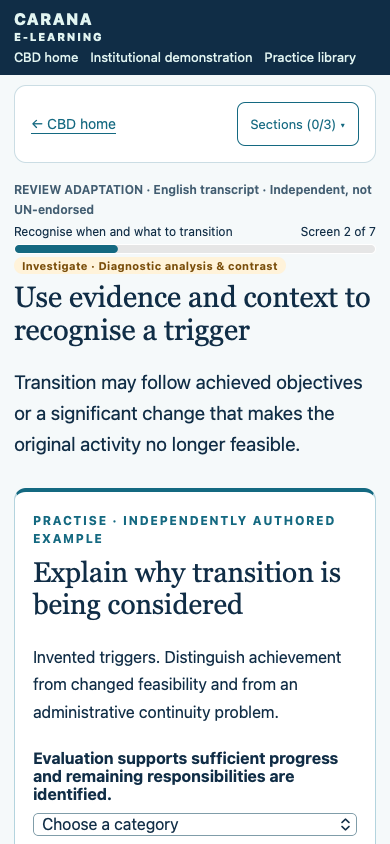 CARANA
E-LEARNING
CBD home Institutional demonstration Practice library
← CBD home
Sections (0/3) ▾
REVIEW ADAPTATION · English transcript · Independent, not
UN-endorsed
Recognise when and what to transition Screen 2 of 7
Investigate · Diagnostic analysis & contrast
Use evidence and context to
recognise a trigger
Transition may follow achieved objectives
or a significant change that makes the
original activity no longer feasible.
PRACTISE · INDEPENDENTLY AUTHORED
EXAMPLE
Explain why transition is
being considered
Invented triggers. Distinguish achievement
from changed feasibility and from an
administrative continuity problem.
Evaluation supports sufficient progress
and remaining responsibilities are
identified.
Choose a category